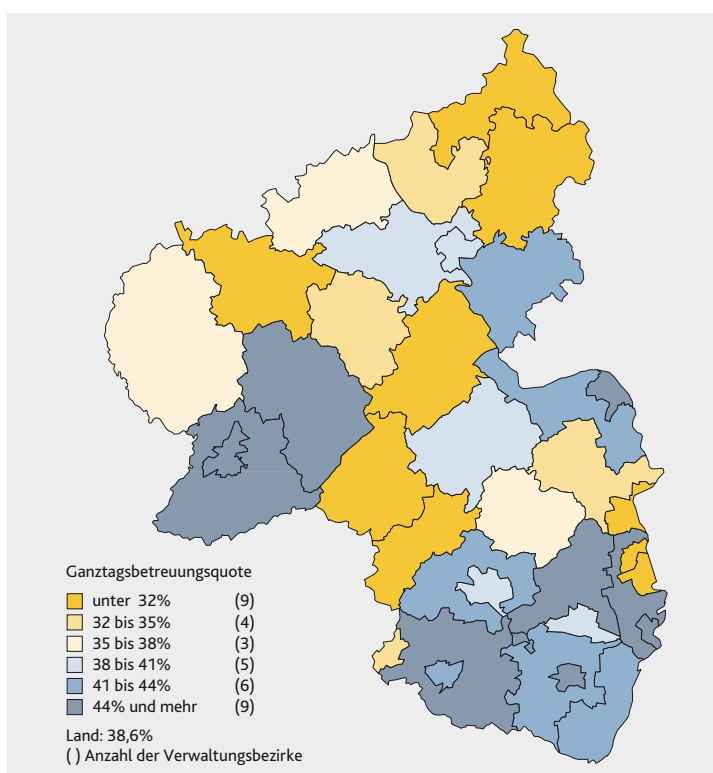 Ganztagsbetreuungsquote
unter 32% (9)
32 bis 35% (4)
35 bis 38% (3)
38 bis 41% (5)
41 bis 44% (6)
44% und mehr (9)
Land: 38,6%
( ) Anzahl der Verwaltungsbezirke